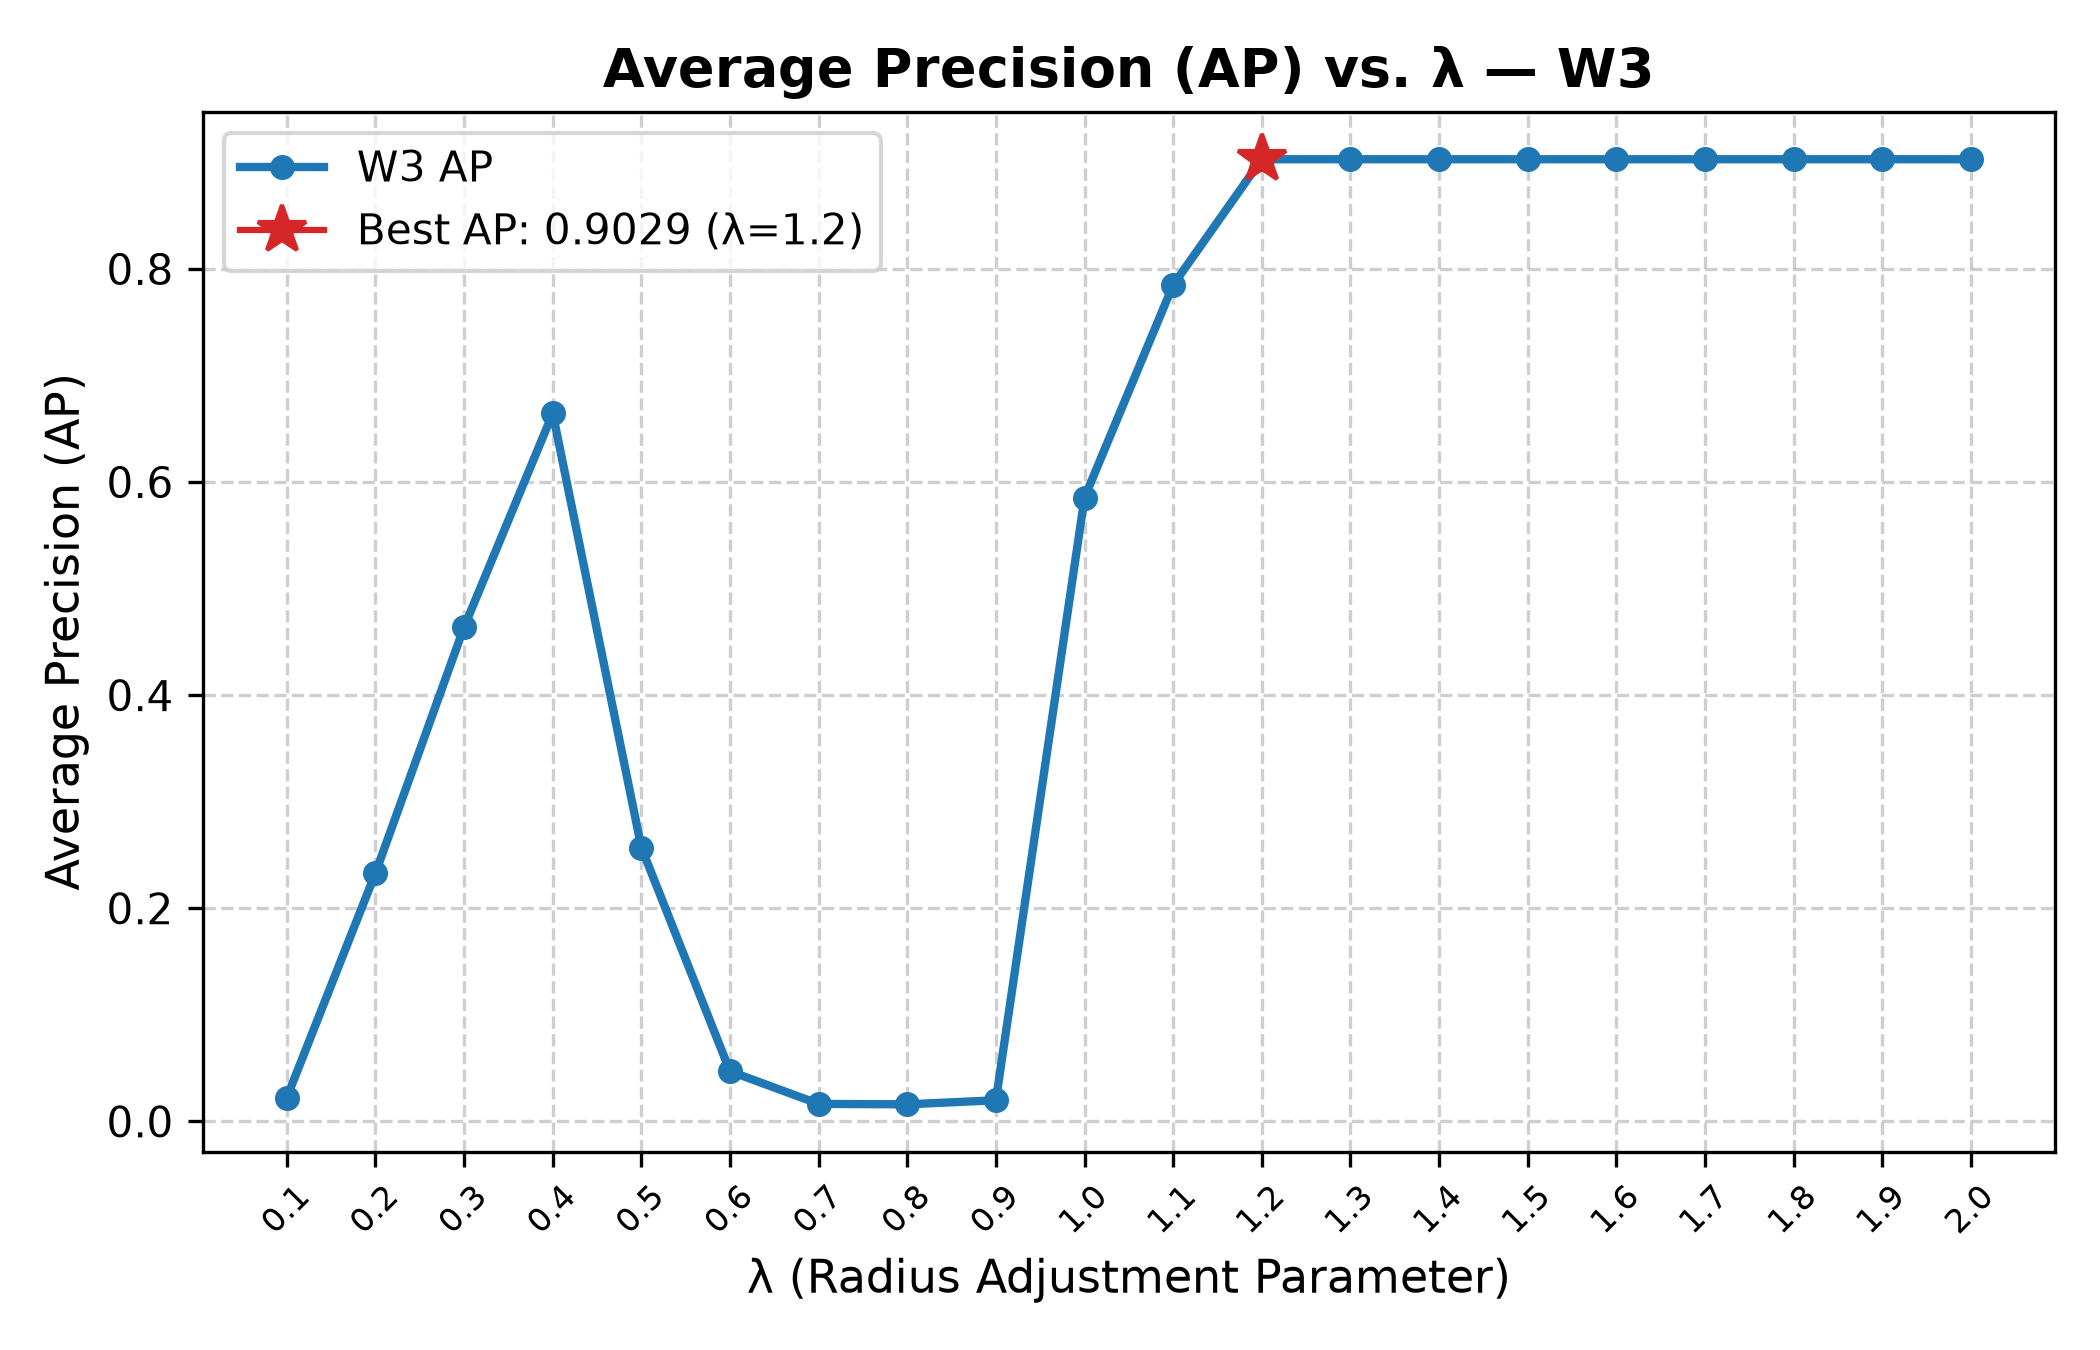 Average Precision (AP) vs. λ — W3
W3 AP
Best AP: 0.9029 (λ=1.2)
Average Precision (AP)
0.8
0.6
0.4
0.2
0.0
0.1 0.2 0.3 0.4 0.5 0.6 0.7 0.8 0.9 1.0 1.1 1.2 1.3 1.4 1.5 1.6 1.7 1.8 1.9 2.0
λ (Radius Adjustment Parameter)